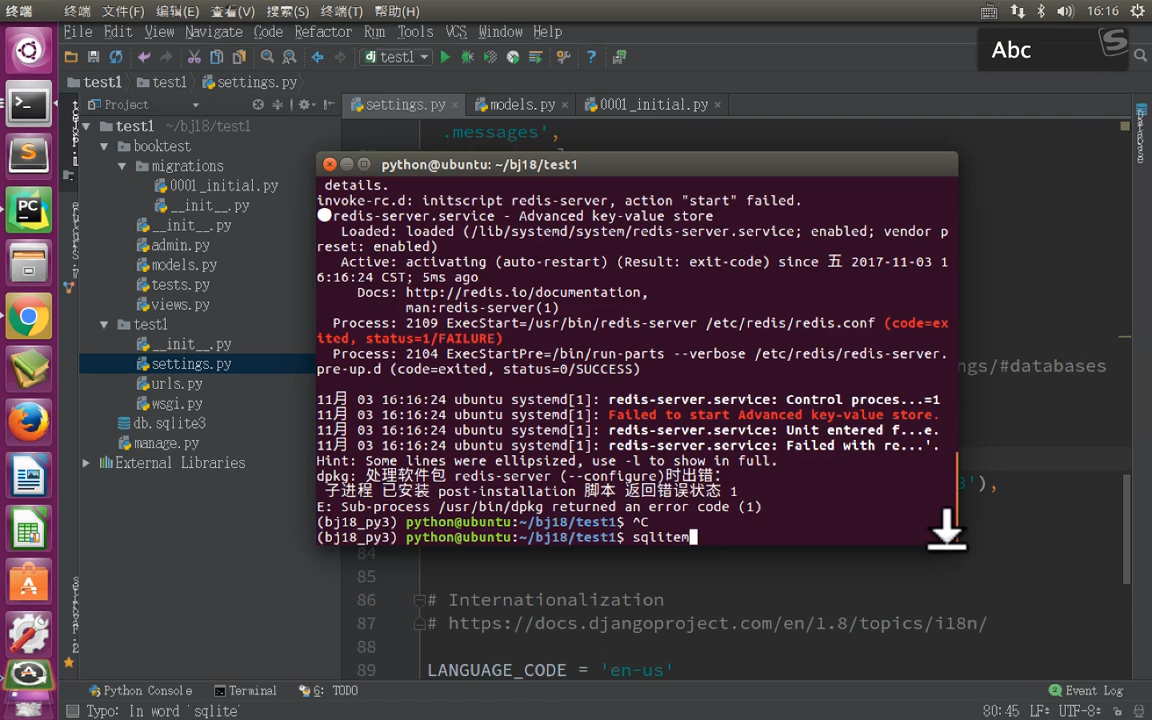 终端 终端 文件(F) 编辑(E) 查看(V) 搜索(S) 终端(T) 帮助(H) 16:16
File Edit View Navigate Code Refactor Run Tools VCS Window Help
Abc
dj test1
test1 test1 settings.py
Project
settings.py models.py 0001_initial.py
test1 ~/bj18/test1
booktest
migrations
0001_initial.py
__init__.py
__init__.py
admin.py
models.py
tests.py
views.py
test1
__init__.py
settings.py
urls.py
wsgi.py
db.sqlite3
manage.py
External Libraries
.messages',
python@ubuntu: ~/bj18/test1
details.
invoke-rc.d: initscript redis-server, action "start" failed.
redis-server.service - Advanced key-value store
Loaded: loaded (/lib/systemd/system/redis-server.service; enabled; vendor p
reset: enabled)
Active: activating (auto-restart) (Result: exit-code) since 五 2017-11-03 1
6:16:24 CST; 5ms ago
Docs: http://redis.io/documentation,
man:redis-server(1)
Process: 2109 ExecStart=/usr/bin/redis-server /etc/redis/redis.conf (code=ex
ited, status=1/FAILURE)
Process: 2104 ExecStartPre=/bin/run-parts --verbose /etc/redis/redis-server.
pre-up.d (code=exited, status=0/SUCCESS)
11月 03 16:16:24 ubuntu systemd[1]: redis-server.service: Control proces...=1
11月 03 16:16:24 ubuntu systemd[1]: Failed to start Advanced key-value store.
11月 03 16:16:24 ubuntu systemd[1]: redis-server.service: Unit entered f...e.
11月 03 16:16:24 ubuntu systemd[1]: redis-server.service: Failed with re...'.
Hint: Some lines were ellipsized, use -l to show in full.
dpkg: 处理软件包 redis-server (--configure)时出错：
子进程 已安装 post-installation 脚本 返回错误状态 1
E: Sub-process /usr/bin/dpkg returned an error code (1)
(bj18_py3) python@ubuntu:~/bj18/test1$ ^C
(bj18_py3) python@ubuntu:~/bj18/test1$ sqlitem
ngs/#databases
'),
84
85
86 # Internationalization
87 # https://docs.djangoproject.com/en/1.8/topics/i18n/
88
89 LANGUAGE_CODE = 'en-us'
Python Console Terminal 6: TODO Event Log
Typo: In word 'sqlite' 80:45 LF÷ UTF-8÷